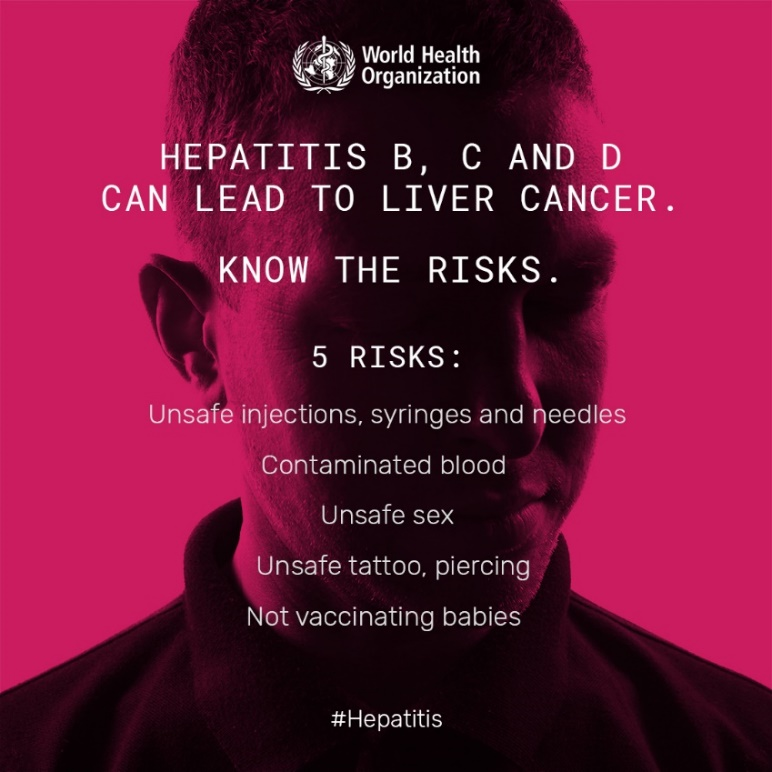 World Health
Organization
HEPATITIS B, C AND D
CAN LEAD TO LIVER CANCER.
KNOW THE RISKS.
5 RISKS:
Unsafe injections, syringes and needles
Contaminated blood
Unsafe sex
Unsafe tattoo, piercing
Not vaccinating babies
#Hepatitis